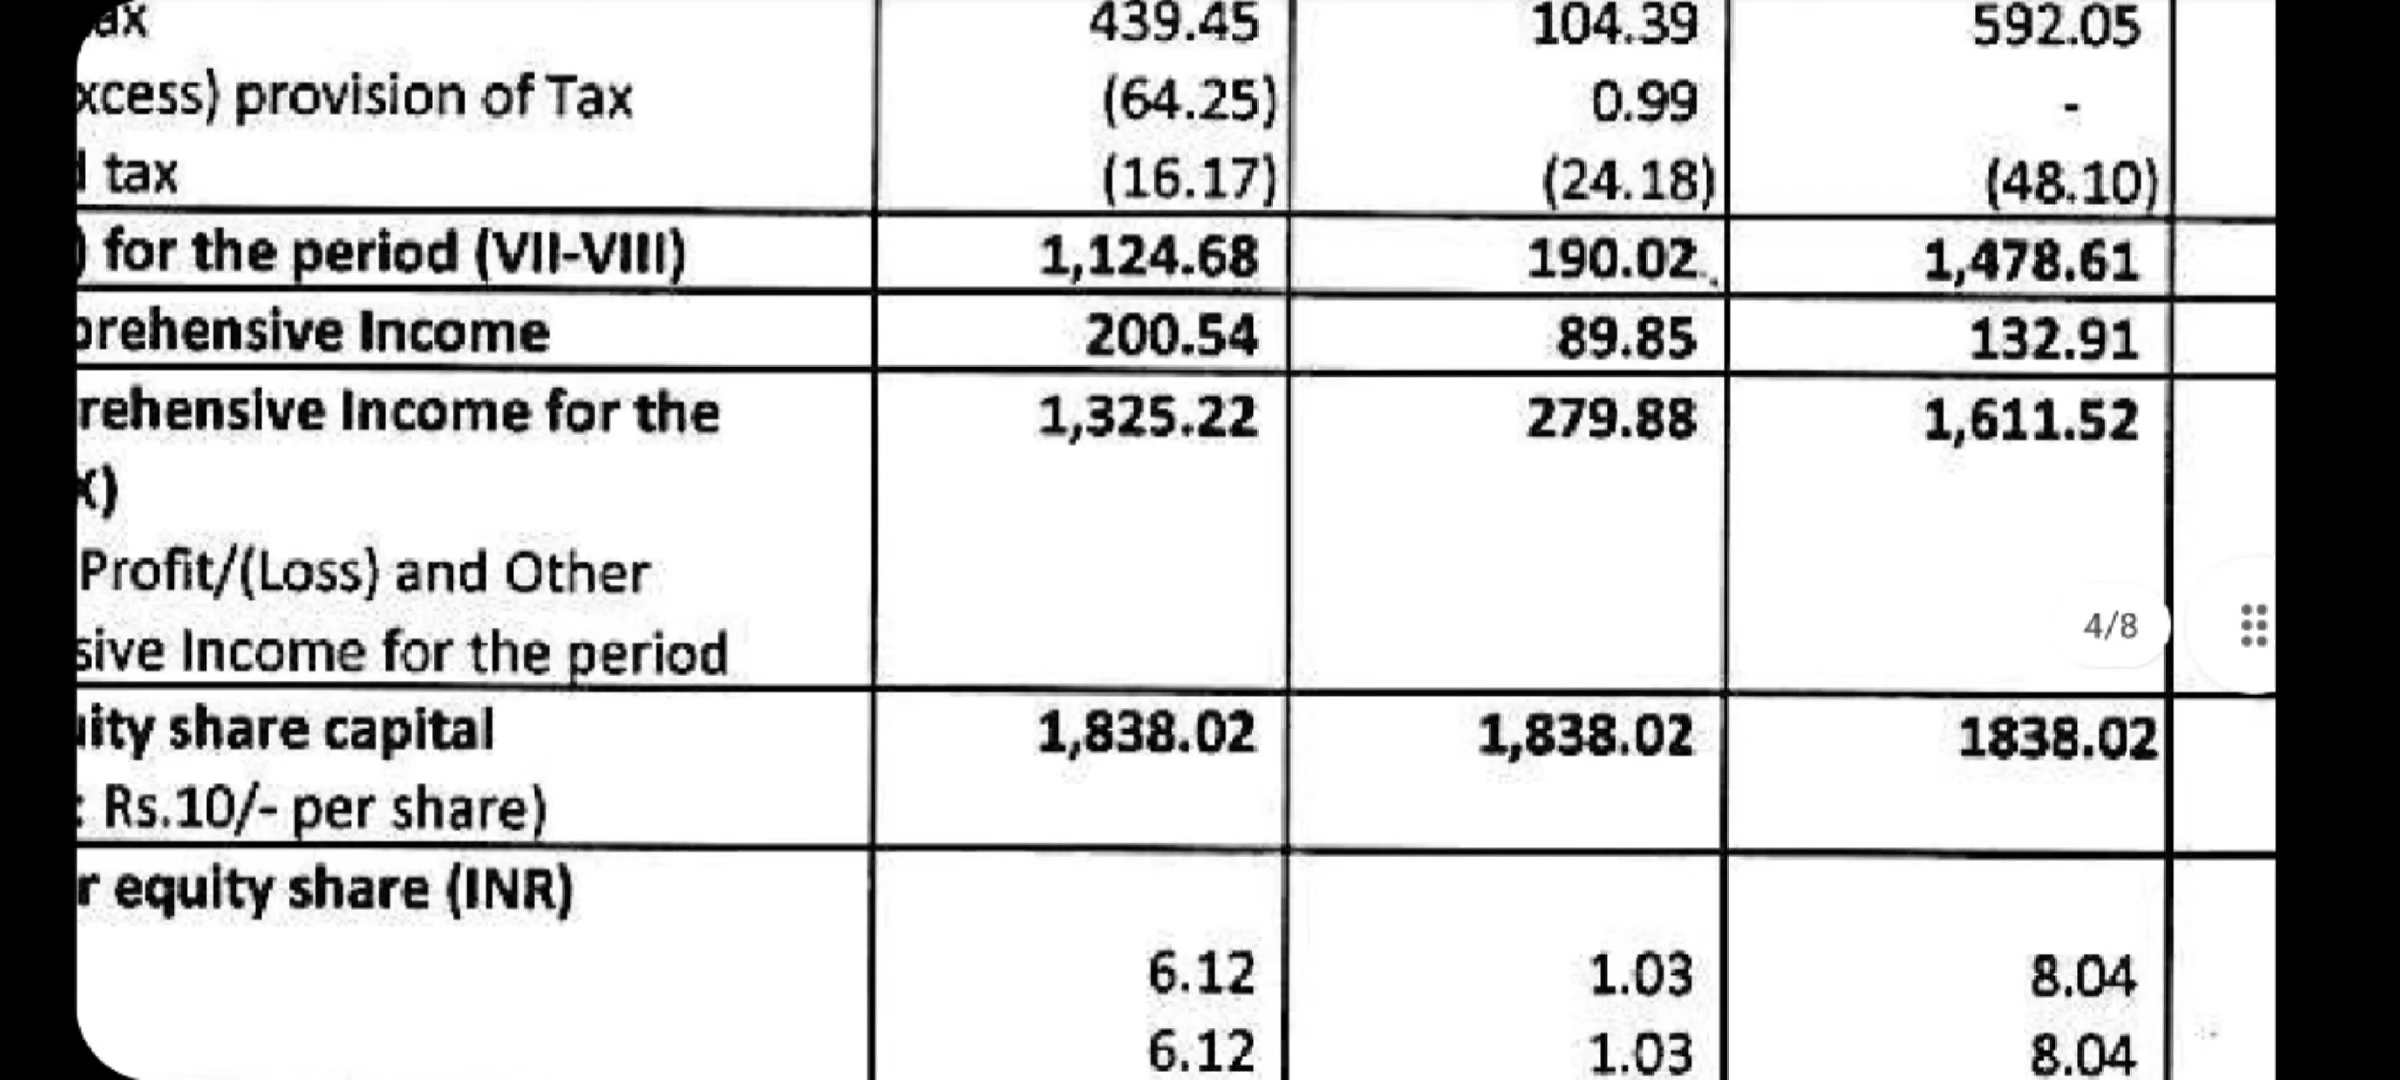 ax 439.45 104.39 592.05
xcess) provision of Tax (64.25) 0.99 -
tax (16.17) (24.18) (48.10)
) for the period (VII-VIII) 1,124.68 190.02 1,478.61
prehensive Income 200.54 89.85 132.91
rehensive Income for the 1,325.22 279.88 1,611.52
X)
Profit/(Loss) and Other
sive Income for the period
4/8
ity share capital 1,838.02 1,838.02 1838.02
: Rs.10/- per share)
r equity share (INR)
6.12 1.03 8.04
6.12 1.03 8.04